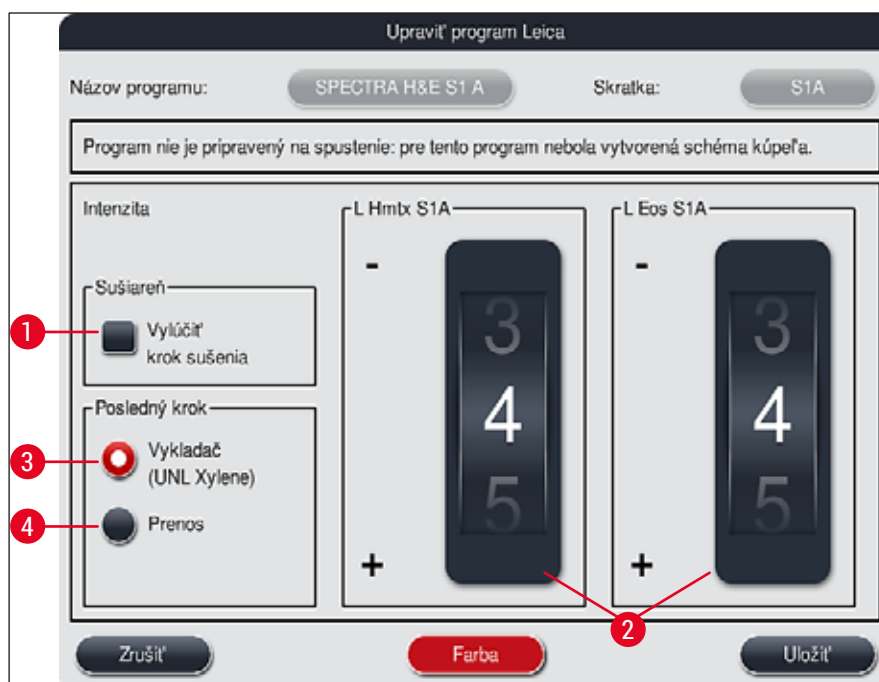 Upraviť program Leica
Názov programu: SPECTRA H&E S1 A Skratka: S1A
Program nie je pripravený na spustenie: pre tento program nebola vytvorená schéma kúpeľa.
Intenzita
L Hmtx S1A
L Eos S1A
- -
Sušiareň
3 3
1 Vylúčiť
krok sušenia
4 4
Posledný krok
3 Vykladač
(UNL Xylene)
5 5
4 Prenos
+ +
2
Zrušiť Farba Uložiť